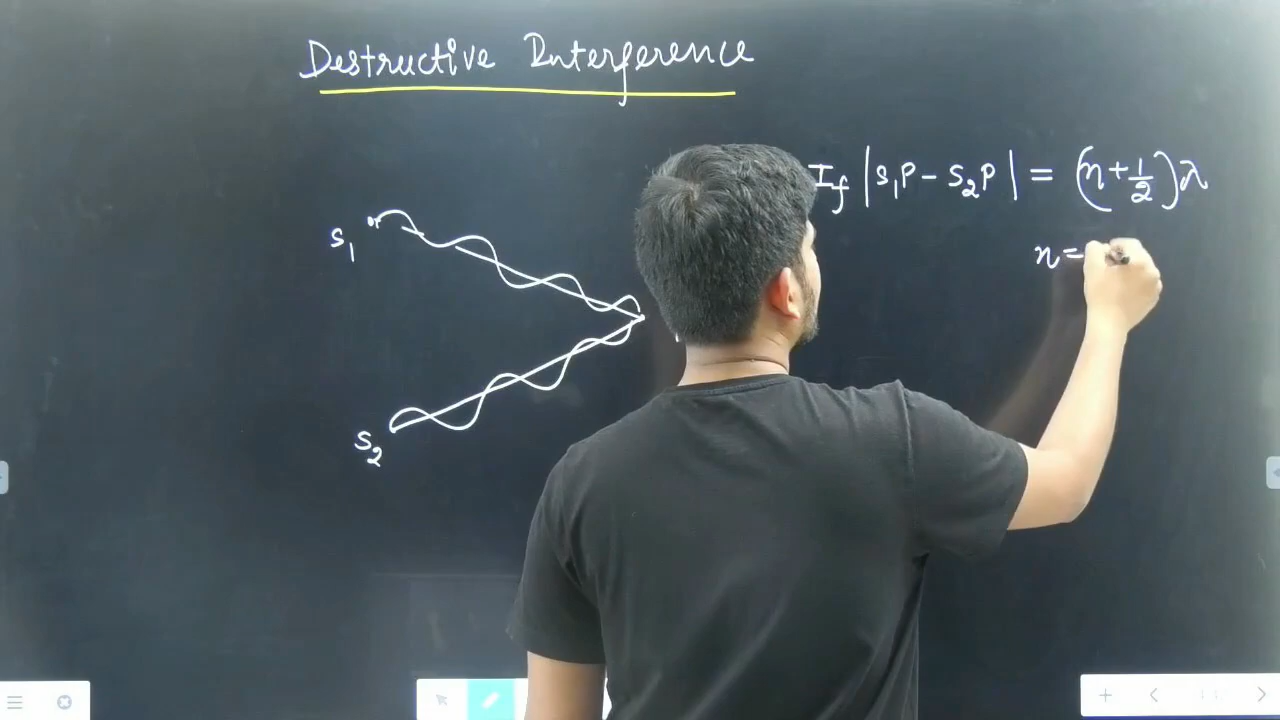 Destructive Interference
If |S₁P - S₂P| = (n+1/2)λ
n =
S₁
S₂